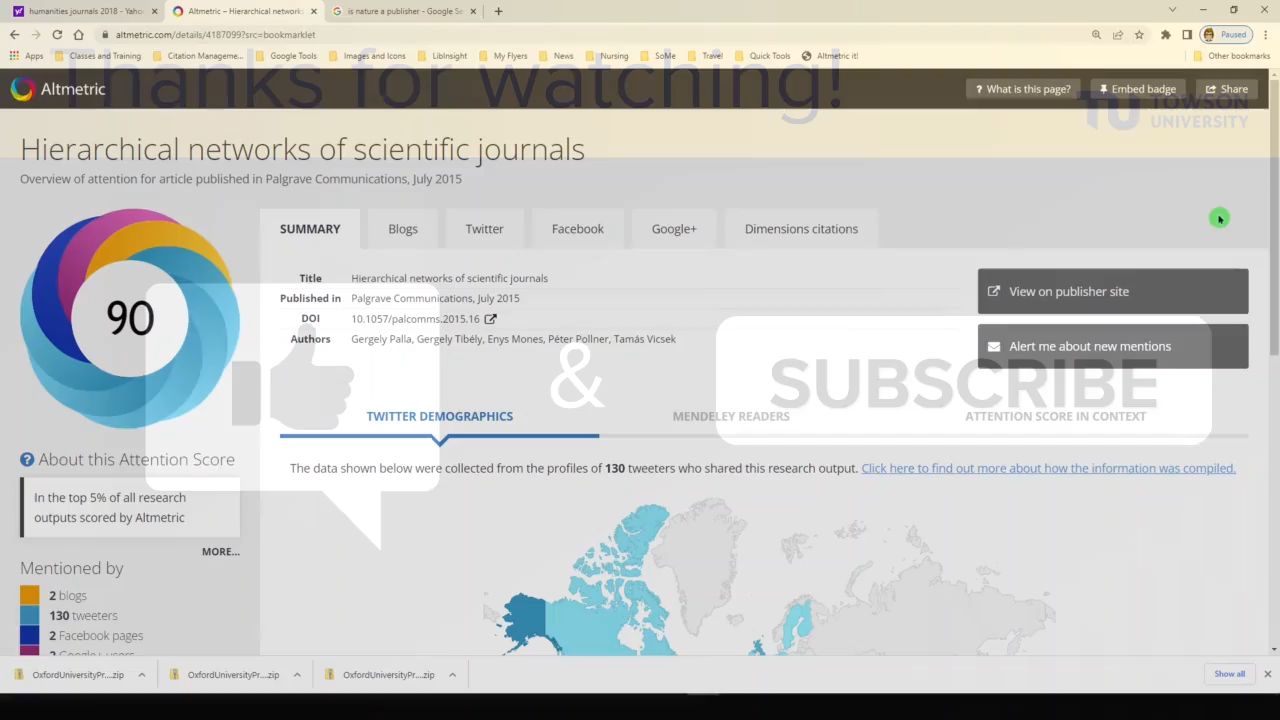 humanities journals 2018 - Yaho
Altmetric – Hierarchical networks
is nature a publisher - Google Se
altmetric.com/details/4187099?src=bookmarklet
Paused
Apps
Classes and Training
Citation Manageme...
Google Tools
Images and Icons
LibInsight
My Flyers
News
Nursing
SoMe
Travel
Quick Tools
Altmetric it!
Other bookmarks
Thanks for watching!
Altmetric
? What is this page?
Embed badge
Share
TU TOWSON
UNIVERSITY
Hierarchical networks of scientific journals
Overview of attention for article published in Palgrave Communications, July 2015
90
SUMMARY
Blogs
Twitter
Facebook
Google+
Dimensions citations
Title Hierarchical networks of scientific journals
Published in Palgrave Communications, July 2015
DOI 10.1057/palcomms.2015.16
Authors Gergely Palla, Gergely Tibély, Enys Mones, Péter Pollner, Tamás Vicsek
View on publisher site
Alert me about new mentions
&
SUBSCRIBE
TWITTER DEMOGRAPHICS
MENDELEY READERS
ATTENTION SCORE IN CONTEXT
The data shown below were collected from the profiles of 130 tweeters who shared this research output. Click here to find out more about how the information was compiled.
? About this Attention Score
In the top 5% of all research
outputs scored by Altmetric
MORE...
Mentioned by
2 blogs
130 tweeters
2 Facebook pages
Google+ users
OxfordUniversityPr....zip
OxfordUniversityPr....zip
OxfordUniversityPr....zip
Show all